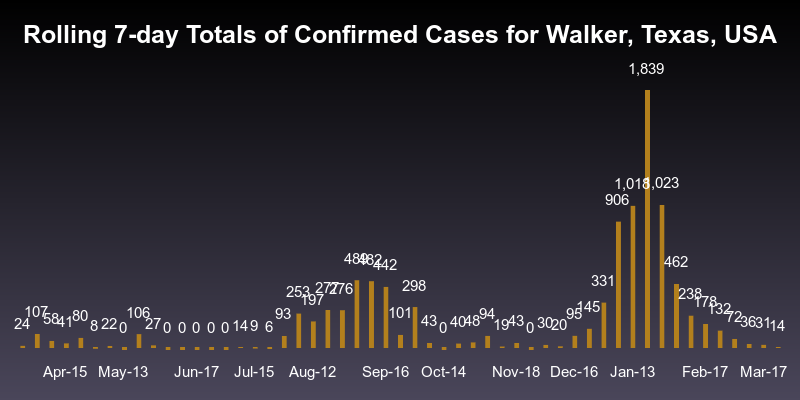 Rolling 7-day Totals of Confirmed Cases for Walker, Texas, USA
1,839
1,018 1,023
906
489 482 442 462
331
253 197 277 276 298
238 178 132
107 106 93 101 94 95 145
24 58 41 80 8 22 0 27 0 0 0 0 0 14 9 6 43 0 40 48 19 43 0 30 20 72 36 31 14
Apr-15 May-13 Jun-17 Jul-15 Aug-12 Sep-16 Oct-14 Nov-18 Dec-16 Jan-13 Feb-17 Mar-17